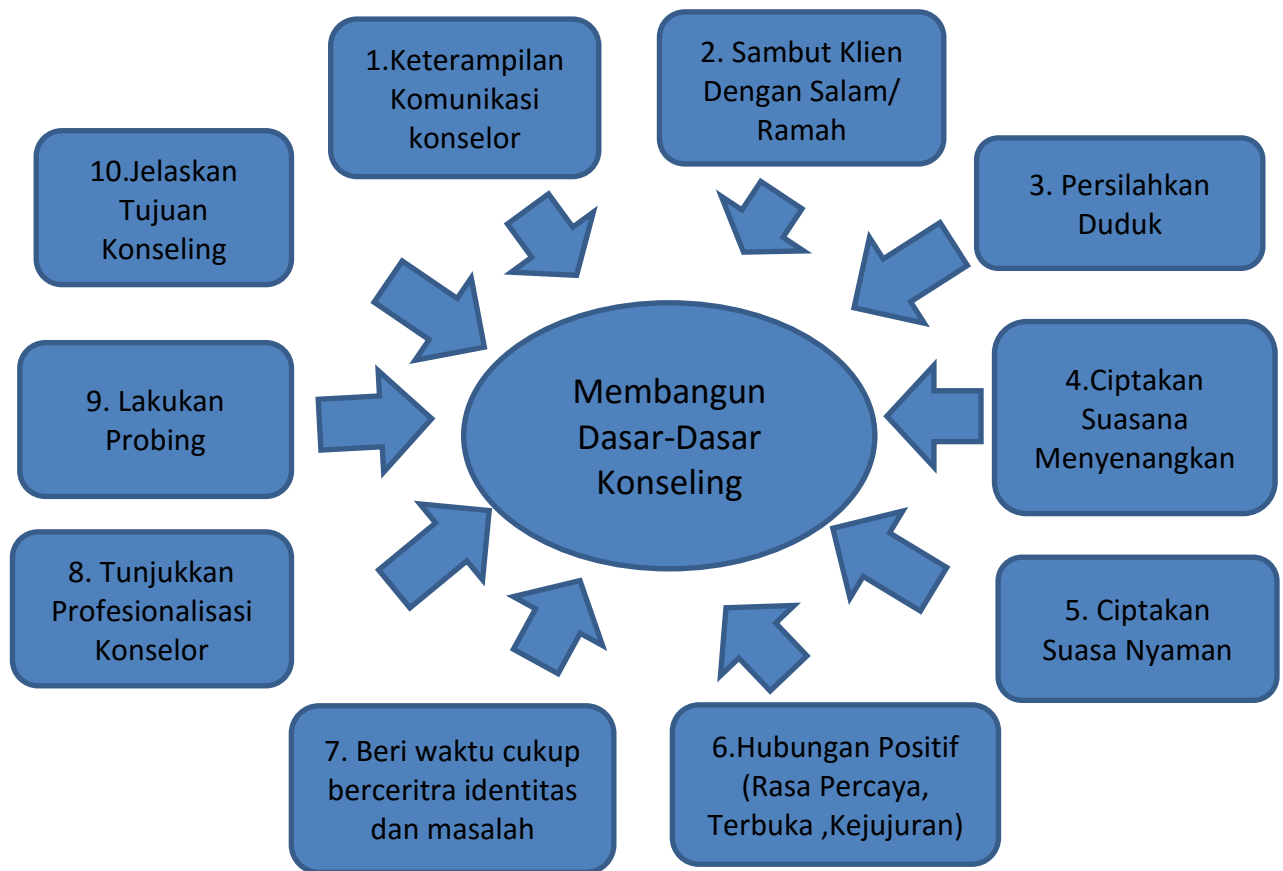 1.Keterampilan
Komunikasi
konselor
2. Sambut Klien
Dengan Salam/
Ramah
3. Persilahkan
Duduk
4.Ciptakan
Suasana
Menyenangkan
5. Ciptakan
Suasa Nyaman
6.Hubungan Positif
(Rasa Percaya,
Terbuka ,Kejujuran)
7. Beri waktu cukup
berceritra identitas
dan masalah
8. Tunjukkan
Profesionalisasi
Konselor
9. Lakukan
Probing
10.Jelaskan
Tujuan
Konseling
Membangun
Dasar-Dasar
Konseling